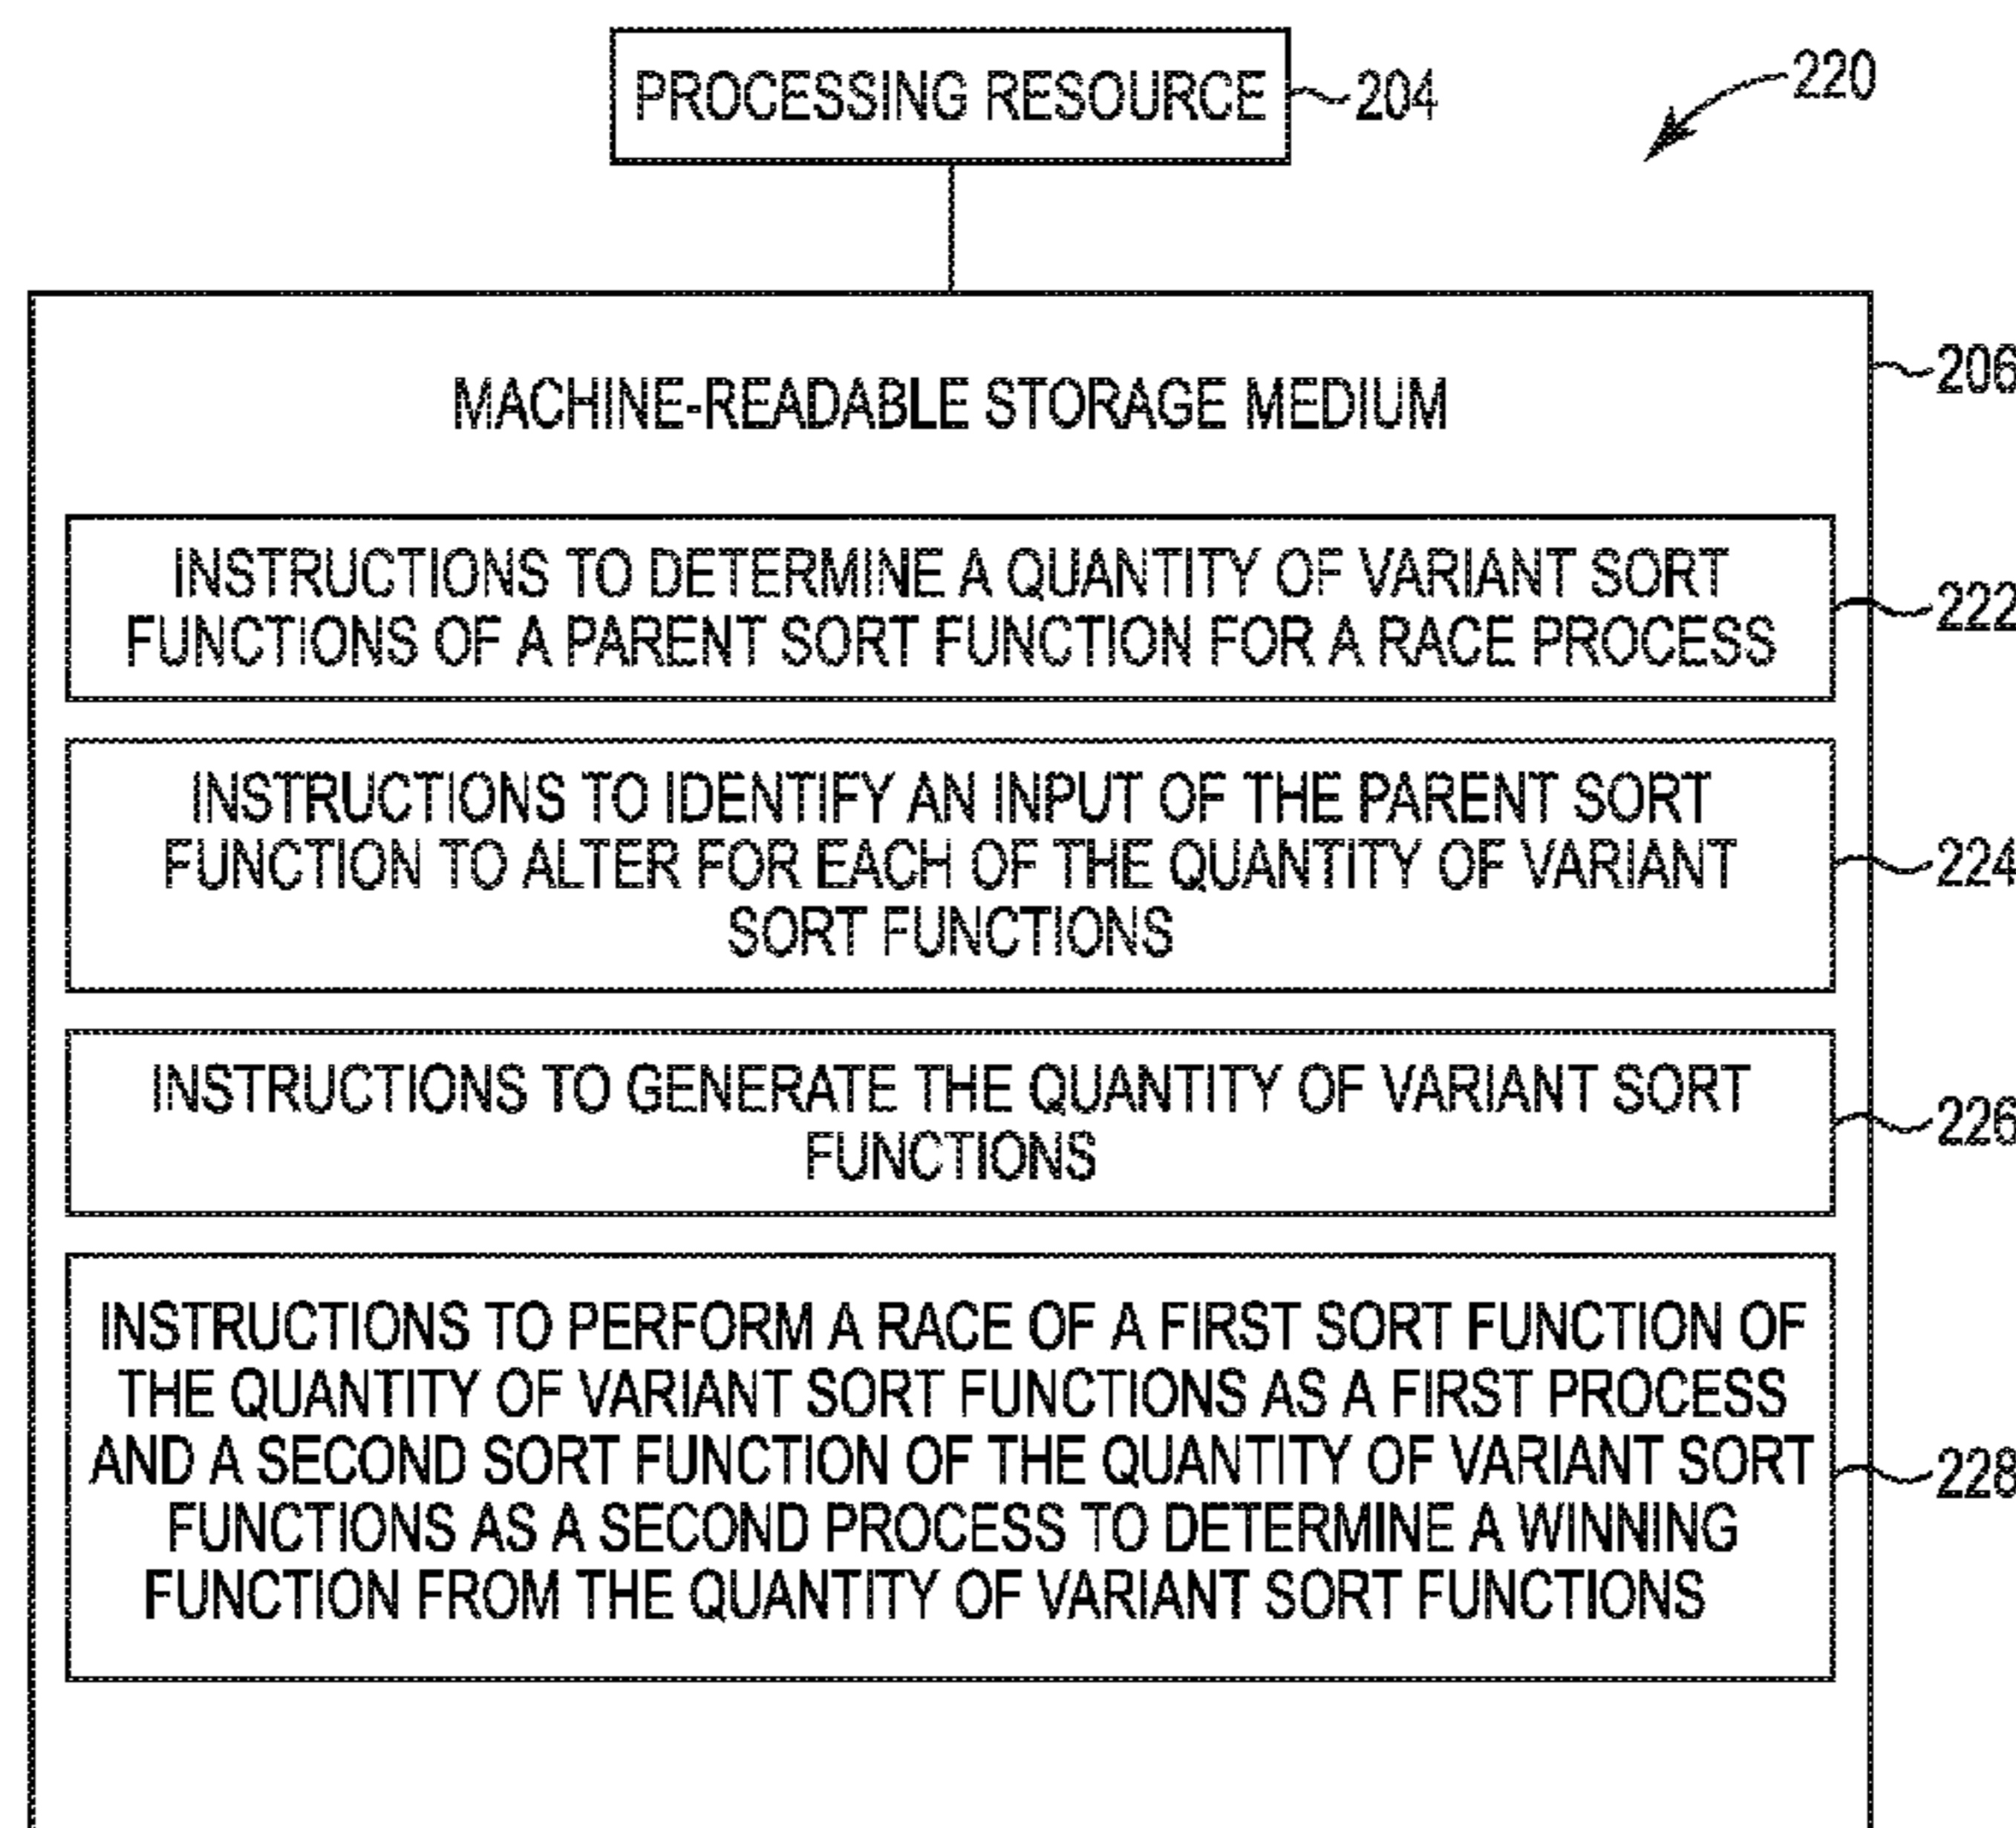 PROCESSING RESOURCE
204
220
MACHINE-READABLE STORAGE MEDIUM
206
INSTRUCTIONS TO DETERMINE A QUANTITY OF VARIANT SORT
FUNCTIONS OF A PARENT SORT FUNCTION FOR A RACE PROCESS
222
INSTRUCTIONS TO IDENTIFY AN INPUT OF THE PARENT SORT
FUNCTION TO ALTER FOR EACH OF THE QUANTITY OF VARIANT
SORT FUNCTIONS
224
INSTRUCTIONS TO GENERATE THE QUANTITY OF VARIANT SORT
FUNCTIONS
226
INSTRUCTIONS TO PERFORM A RACE OF A FIRST SORT FUNCTION OF
THE QUANTITY OF VARIANT SORT FUNCTIONS AS A FIRST PROCESS
AND A SECOND SORT FUNCTION OF THE QUANTITY OF VARIANT SORT
FUNCTIONS AS A SECOND PROCESS TO DETERMINE A WINNING
FUNCTION FROM THE QUANTITY OF VARIANT SORT FUNCTIONS
228